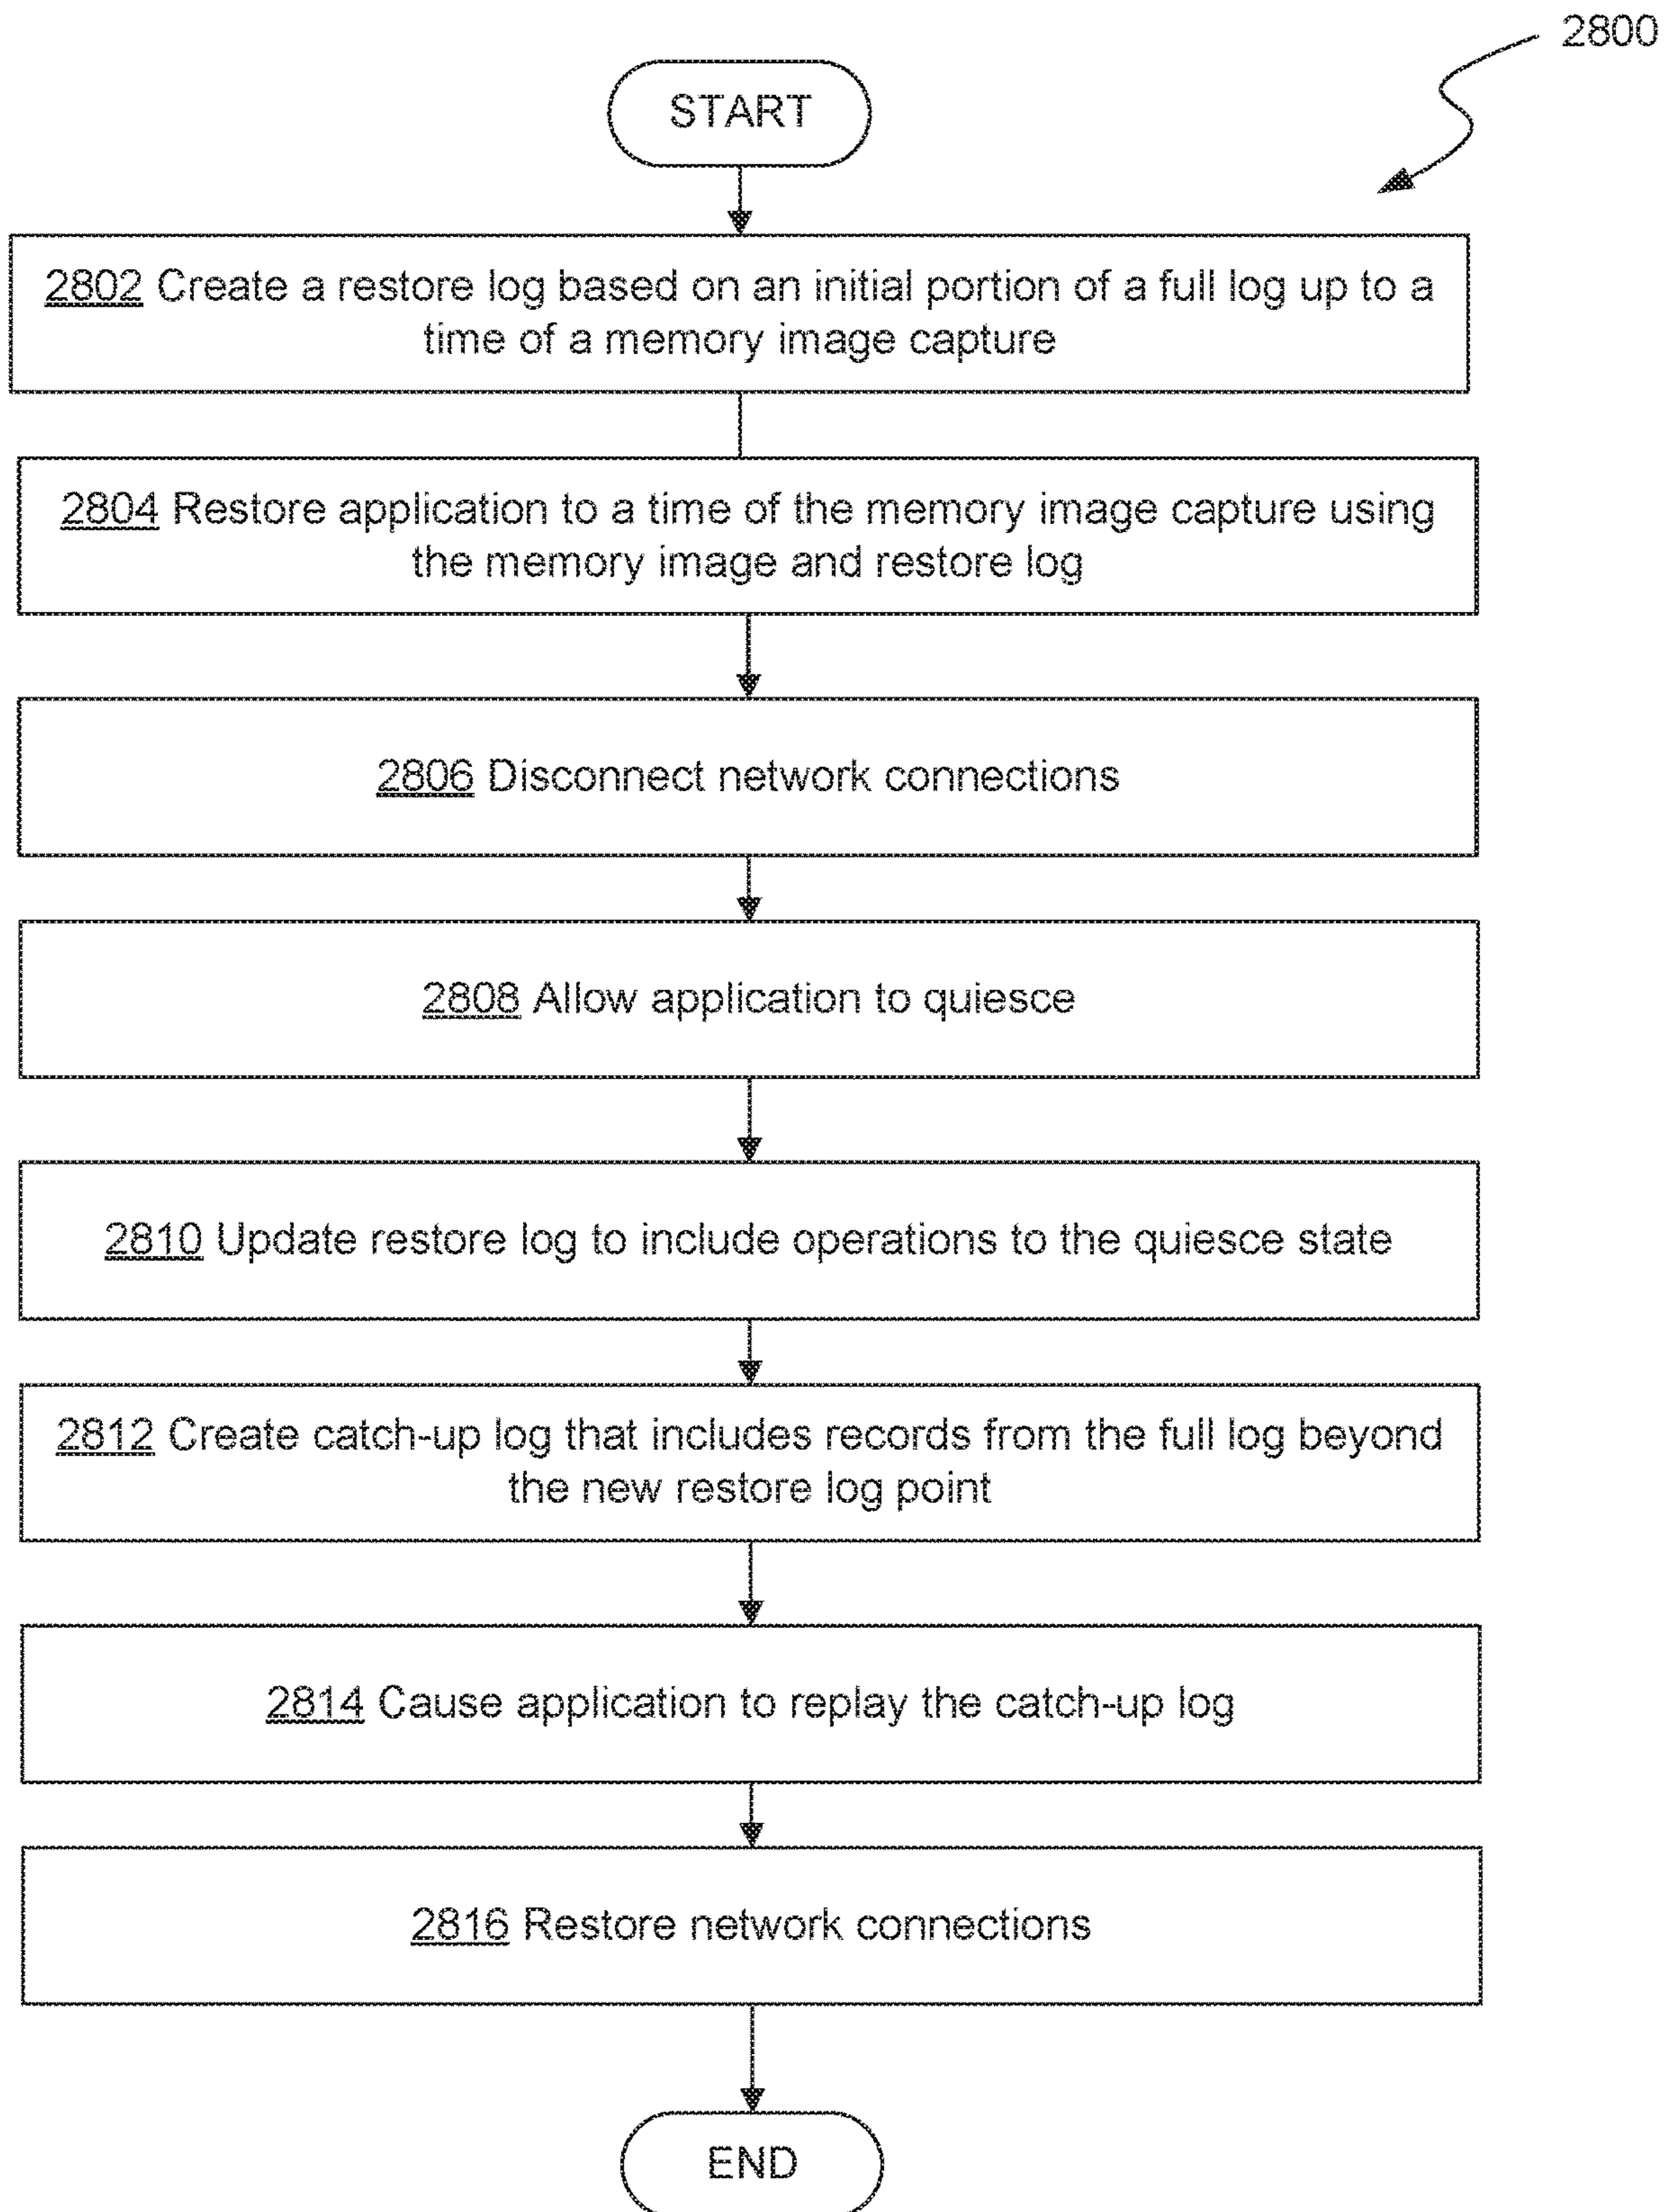 2800
START
2802 Create a restore log based on an initial portion of a full log up to a
time of a memory image capture
2804 Restore application to a time of the memory image capture using
the memory image and restore log
2806 Disconnect network connections
2808 Allow application to quiesce
2810 Update restore log to include operations to the quiesce state
2812 Create catch-up log that includes records from the full log beyond
the new restore log point
2814 Cause application to replay the catch-up log
2816 Restore network connections
END